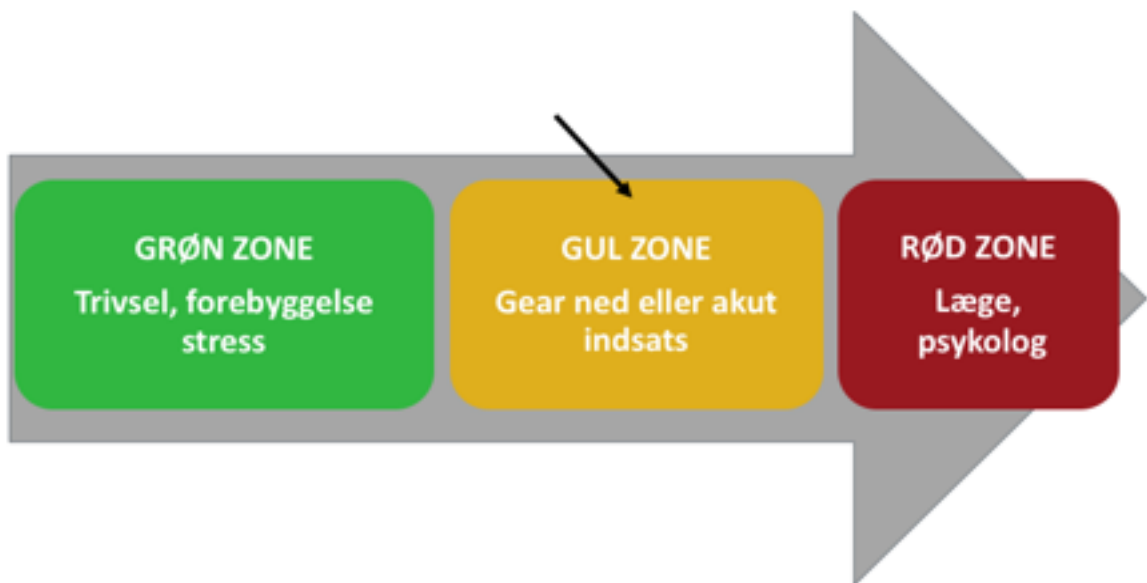 GRØN ZONE
Trivsel, forebyggelse
stress
GUL ZONE
Gear ned eller akut
indsats
RØD ZONE
Læge,
psykolog